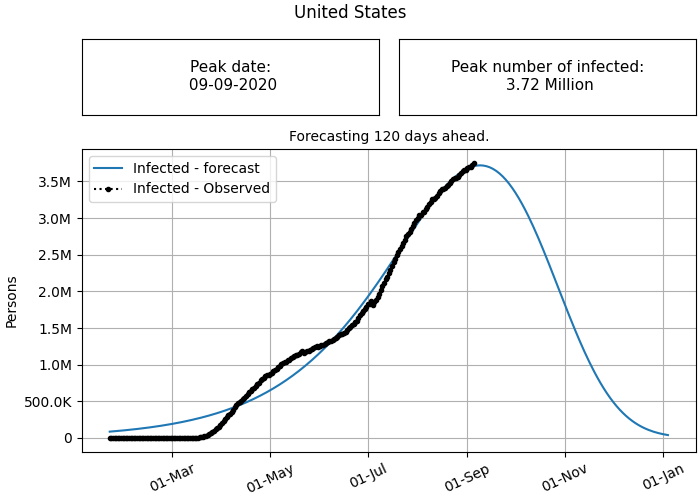 United States
Peak date:
09-09-2020
Peak number of infected:
3.72 Million
Forecasting 120 days ahead.
Infected - forecast
Infected - Observed
3.5M
3.0M
2.5M
2.0M
1.5M
1.0M
500.0K
0
Persons
01-Mar
01-May
01-Jul
01-Sep
01-Nov
01-Jan